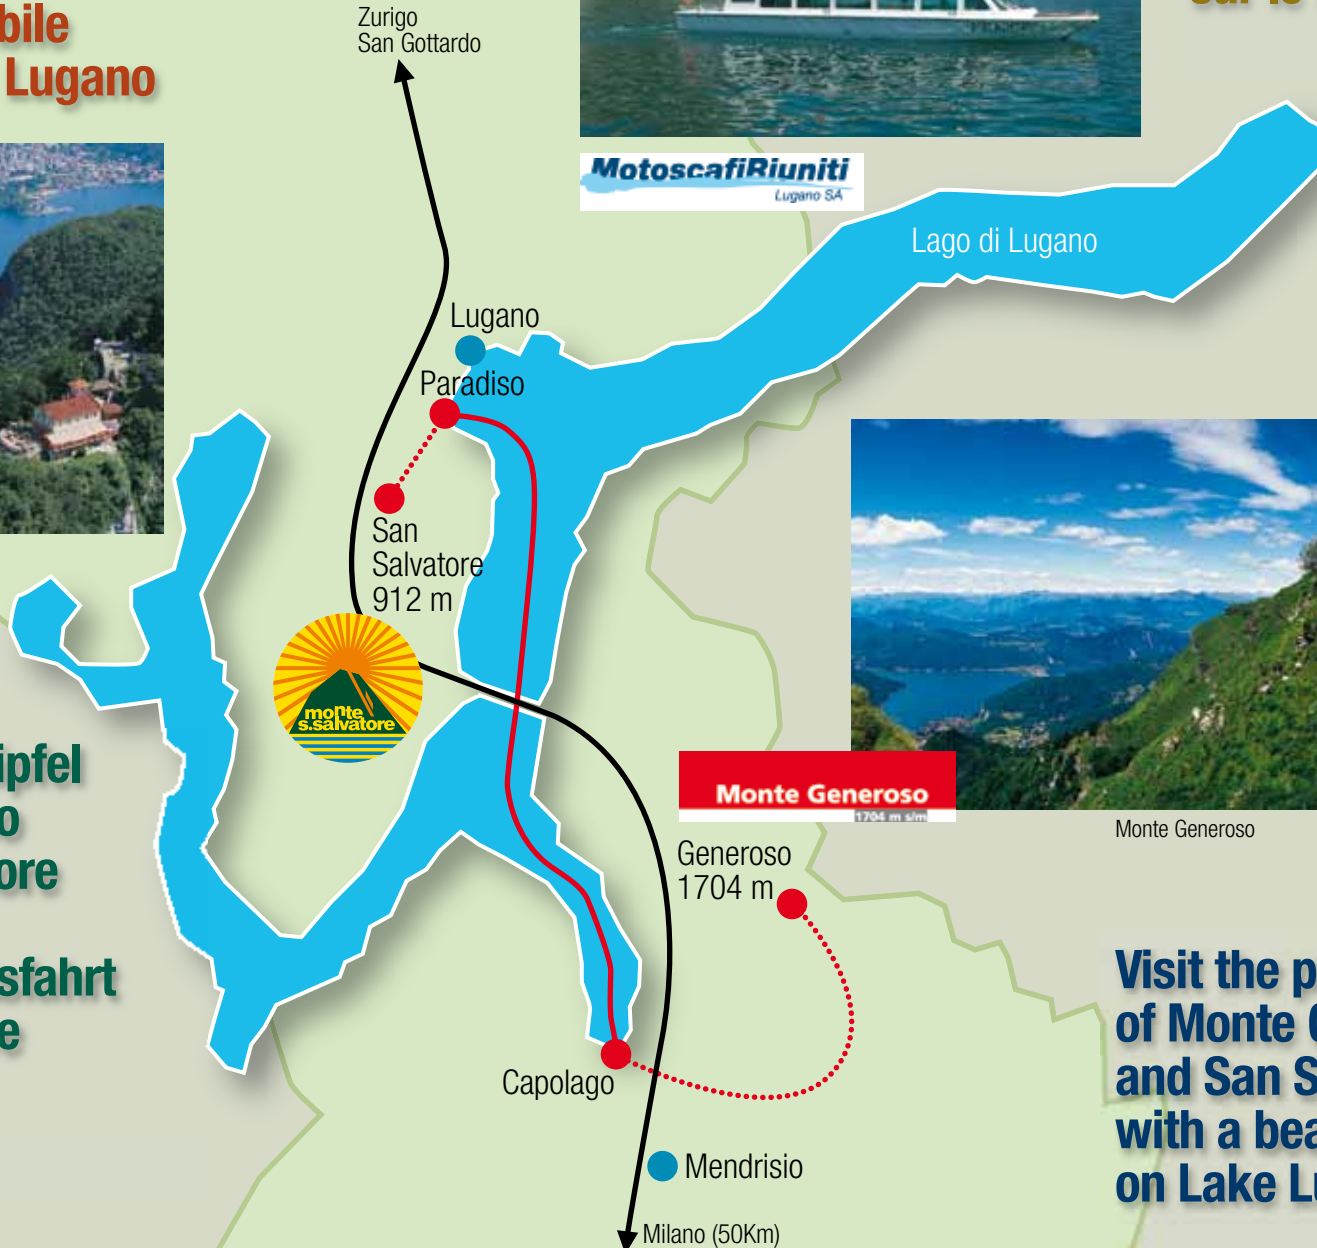 bile
Lugano
Zurigo
San Gottardo
MotoscafiRiuniti
Lugano SA
Lago di Lugano
Lugano
Paradiso
San
Salvatore
912 m
monte
s.salvatore
ipfel
o
ore
sfahrt
e
Monte Generoso
1704 m s/m
Monte Generoso
Generoso
1704 m
Capolago
Mendrisio
Milano (50Km)
Visit the p
of Monte
and San S
with a bea
on Lake Lu